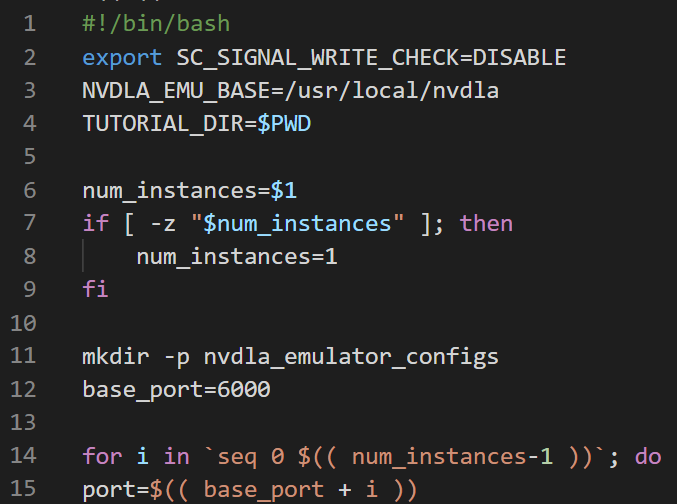 1 #!/bin/bash
2 export SC_SIGNAL_WRITE_CHECK=DISABLE
3 NVDLA_EMU_BASE=/usr/local/nvdla
4 TUTORIAL_DIR=$PWD
5
6 num_instances=$1
7 if [ -z "$num_instances" ]; then
8     num_instances=1
9 fi
10
11 mkdir -p nvdla_emulator_configs
12 base_port=6000
13
14 for i in `seq 0 $(( num_instances-1 ))`; do
15 port=$(( base_port + i ))